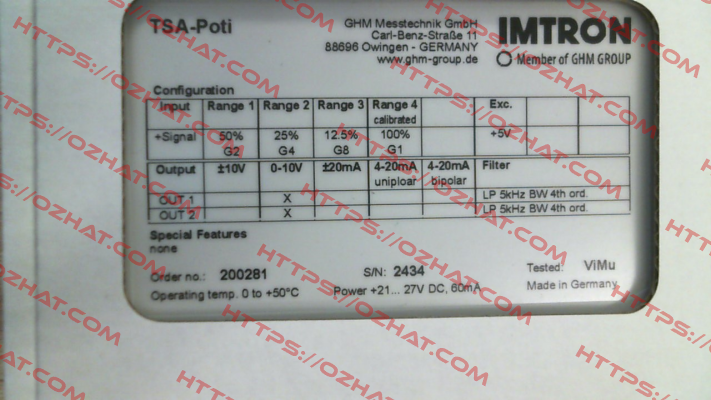 TSA-Poti
GHM Messtechnik GmbH
Carl-Benz-Straße 11
88696 Owingen - GERMANY
www.ghm-group.de
IMTRON
Member of GHM GROUP
Configuration
Input Range 1 Range 2 Range 3 Range 4 calibrated Exc.
+Signal 50% G2 25% G4 12.5% G8 100% G1 +5V
Output ±10V 0-10V ±20mA 4-20mA uniploar 4-20mA bipolar Filter
OUT 1 X LP 5kHz BW 4th ord.
OUT 2 X LP 5kHz BW 4th ord.
Special Features
none
Order no.: 200281 S/N: 2434 Tested: ViMu
Operating temp. 0 to +50°C Power +21... 27V DC, 60mA Made in Germany
HTTPS://OZHAT.COM